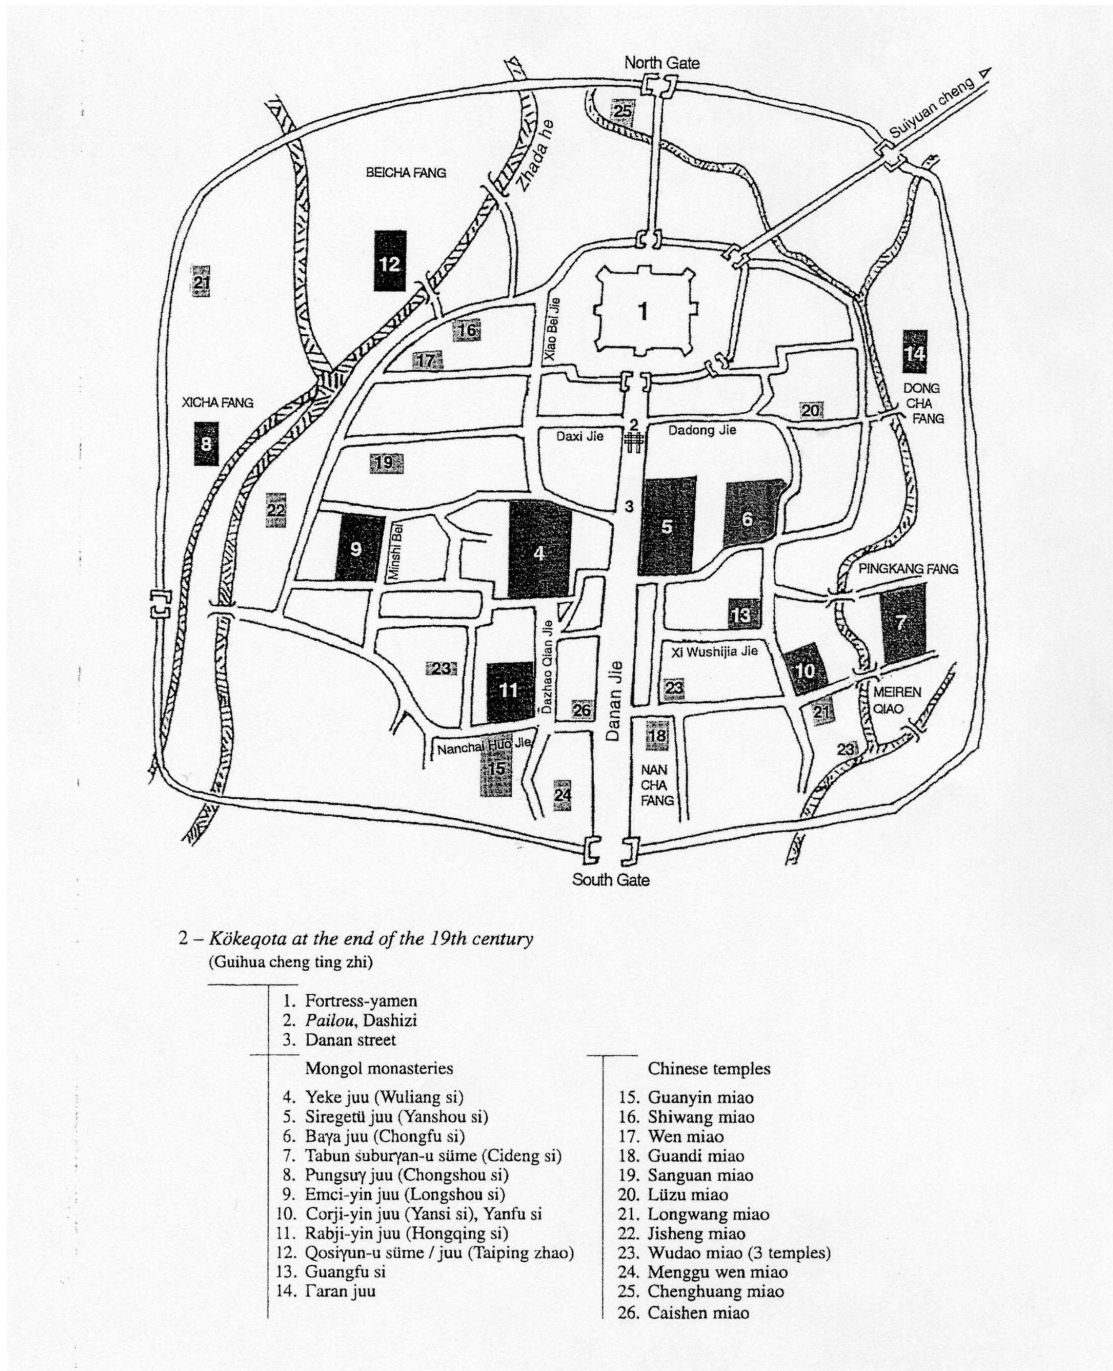 North Gate
Suiyuan cheng
25
Zhada he
BEICHA FANG
12
21
1
Xiao Bei Jie
16
17
14
XICHA FANG
DONG
CHA
FANG
20
2
Daxi Jie
Dadong Jie
8
19
22
3
5
6
9
Minshi Bei
4
PINGKANG FANG
13
7
Dazhao Qian Jie
Xi Wushijia Jie
23
11
10
23
26
Danan Jie
MEIREN
QIAO
21
18
Nanchai Huo Jie
23
15
NAN
CHA
FANG
24
South Gate
2 – Kökeqota at the end of the 19th century
(Guihua cheng ting zhi)
1. Fortress-yamen
2. Pailou, Dashizi
3. Danan street
Mongol monasteries
4. Yeke juu (Wuliang si)
5. Siregetü juu (Yanshou si)
6. Baγa juu (Chongfu si)
7. Tabun suburγan-u süme (Cideng si)
8. Pungsuγ juu (Chongshou si)
9. Emci-yin juu (Longshou si)
10. Corji-yin juu (Yansi si), Yanfu si
11. Rabji-yin juu (Hongqing si)
12. Qosiγun-u süme / juu (Taiping zhao)
13. Guangfu si
14. Γaran juu
Chinese temples
15. Guanyin miao
16. Shiwang miao
17. Wen miao
18. Guandi miao
19. Sanguan miao
20. Lüzu miao
21. Longwang miao
22. Jisheng miao
23. Wudao miao (3 temples)
24. Menggu wen miao
25. Chenghuang miao
26. Caishen miao